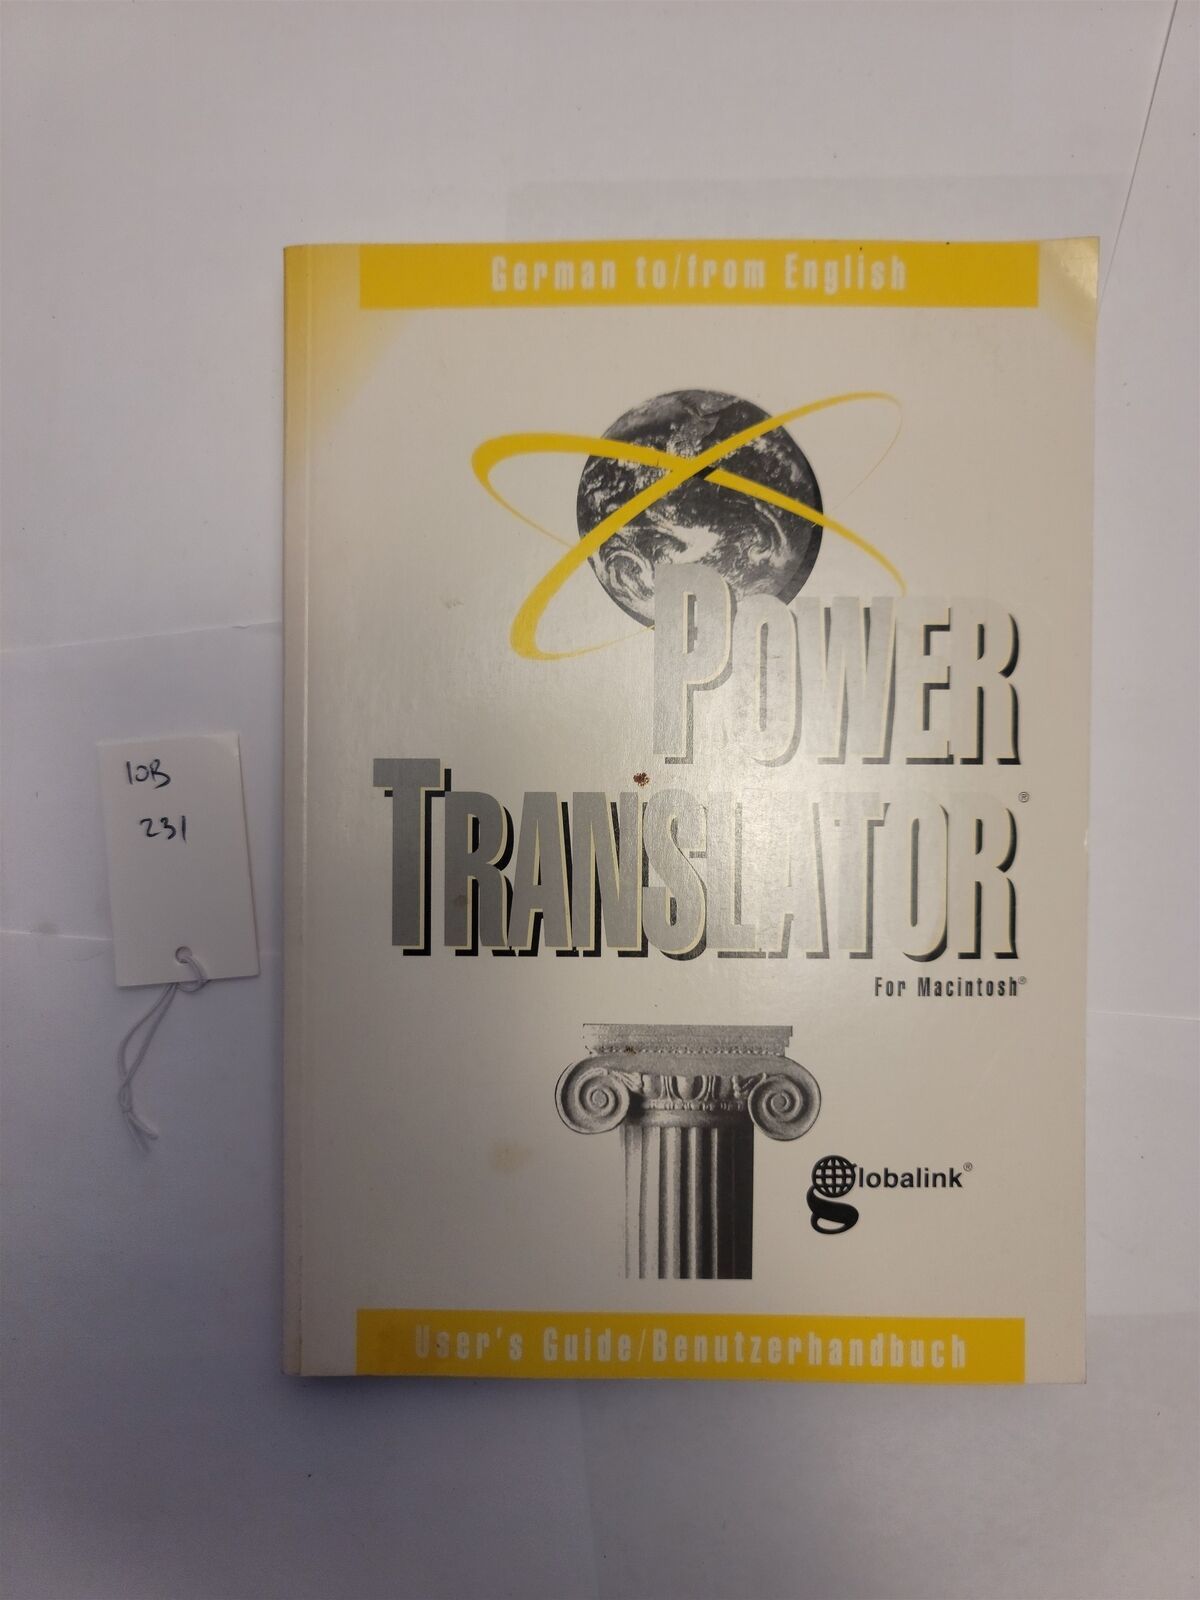 German to/from English
POWER
TRANSLATOR®
For Macintosh®
globalink®
User's Guide/Benutzerhandbuch
10B
231